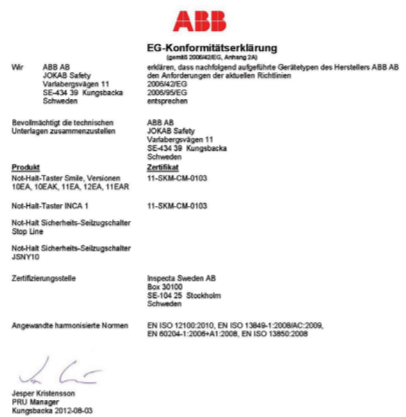 ABB
EG-Konformitätserklärung
(gemäß 2006/42/EG, Anhang 2A)
Wir ABB AB
JOKAB Safety
Varlabergsvägen 11
SE-434 39 Kungsbacka
Schweden
erklären, dass nachfolgend aufgeführte Gerätetypen des Herstellers ABB AB
den Anforderungen der aktuellen Richtlinien
2006/42/EG
2006/95/EG
entsprechen
Bevollmächtigt die technischen
Unterlagen zusammenzustellen
ABB AB
JOKAB Safety
Varlabergsvägen 11
SE-434 39 Kungsbacka
Schweden
Produkt Zertifikat
Not-Halt-Taster Smile, Versionen 11-SKM-CM-0103
10EA, 10EAK, 11EA, 12EA, 11EAR
Not-Halt-Taster INCA 1 11-SKM-CM-0103
Not-Halt Sicherheits-Seilzugschalter
Stop Line
Not-Halt Sicherheits-Seilzugschalter
JSNY10
Zertifizierungsstelle Inspecta Sweden AB
Box 30100
SE-104 25 Stockholm
Schweden
Angewandte harmonisierte Normen EN ISO 12100:2010, EN ISO 13849-1:2008/AC:2009,
EN 60204-1:2006+A1:2008, EN ISO 13850:2008
Jesper Kristensson
PRU Manager
Kungsbacka 2012-08-03